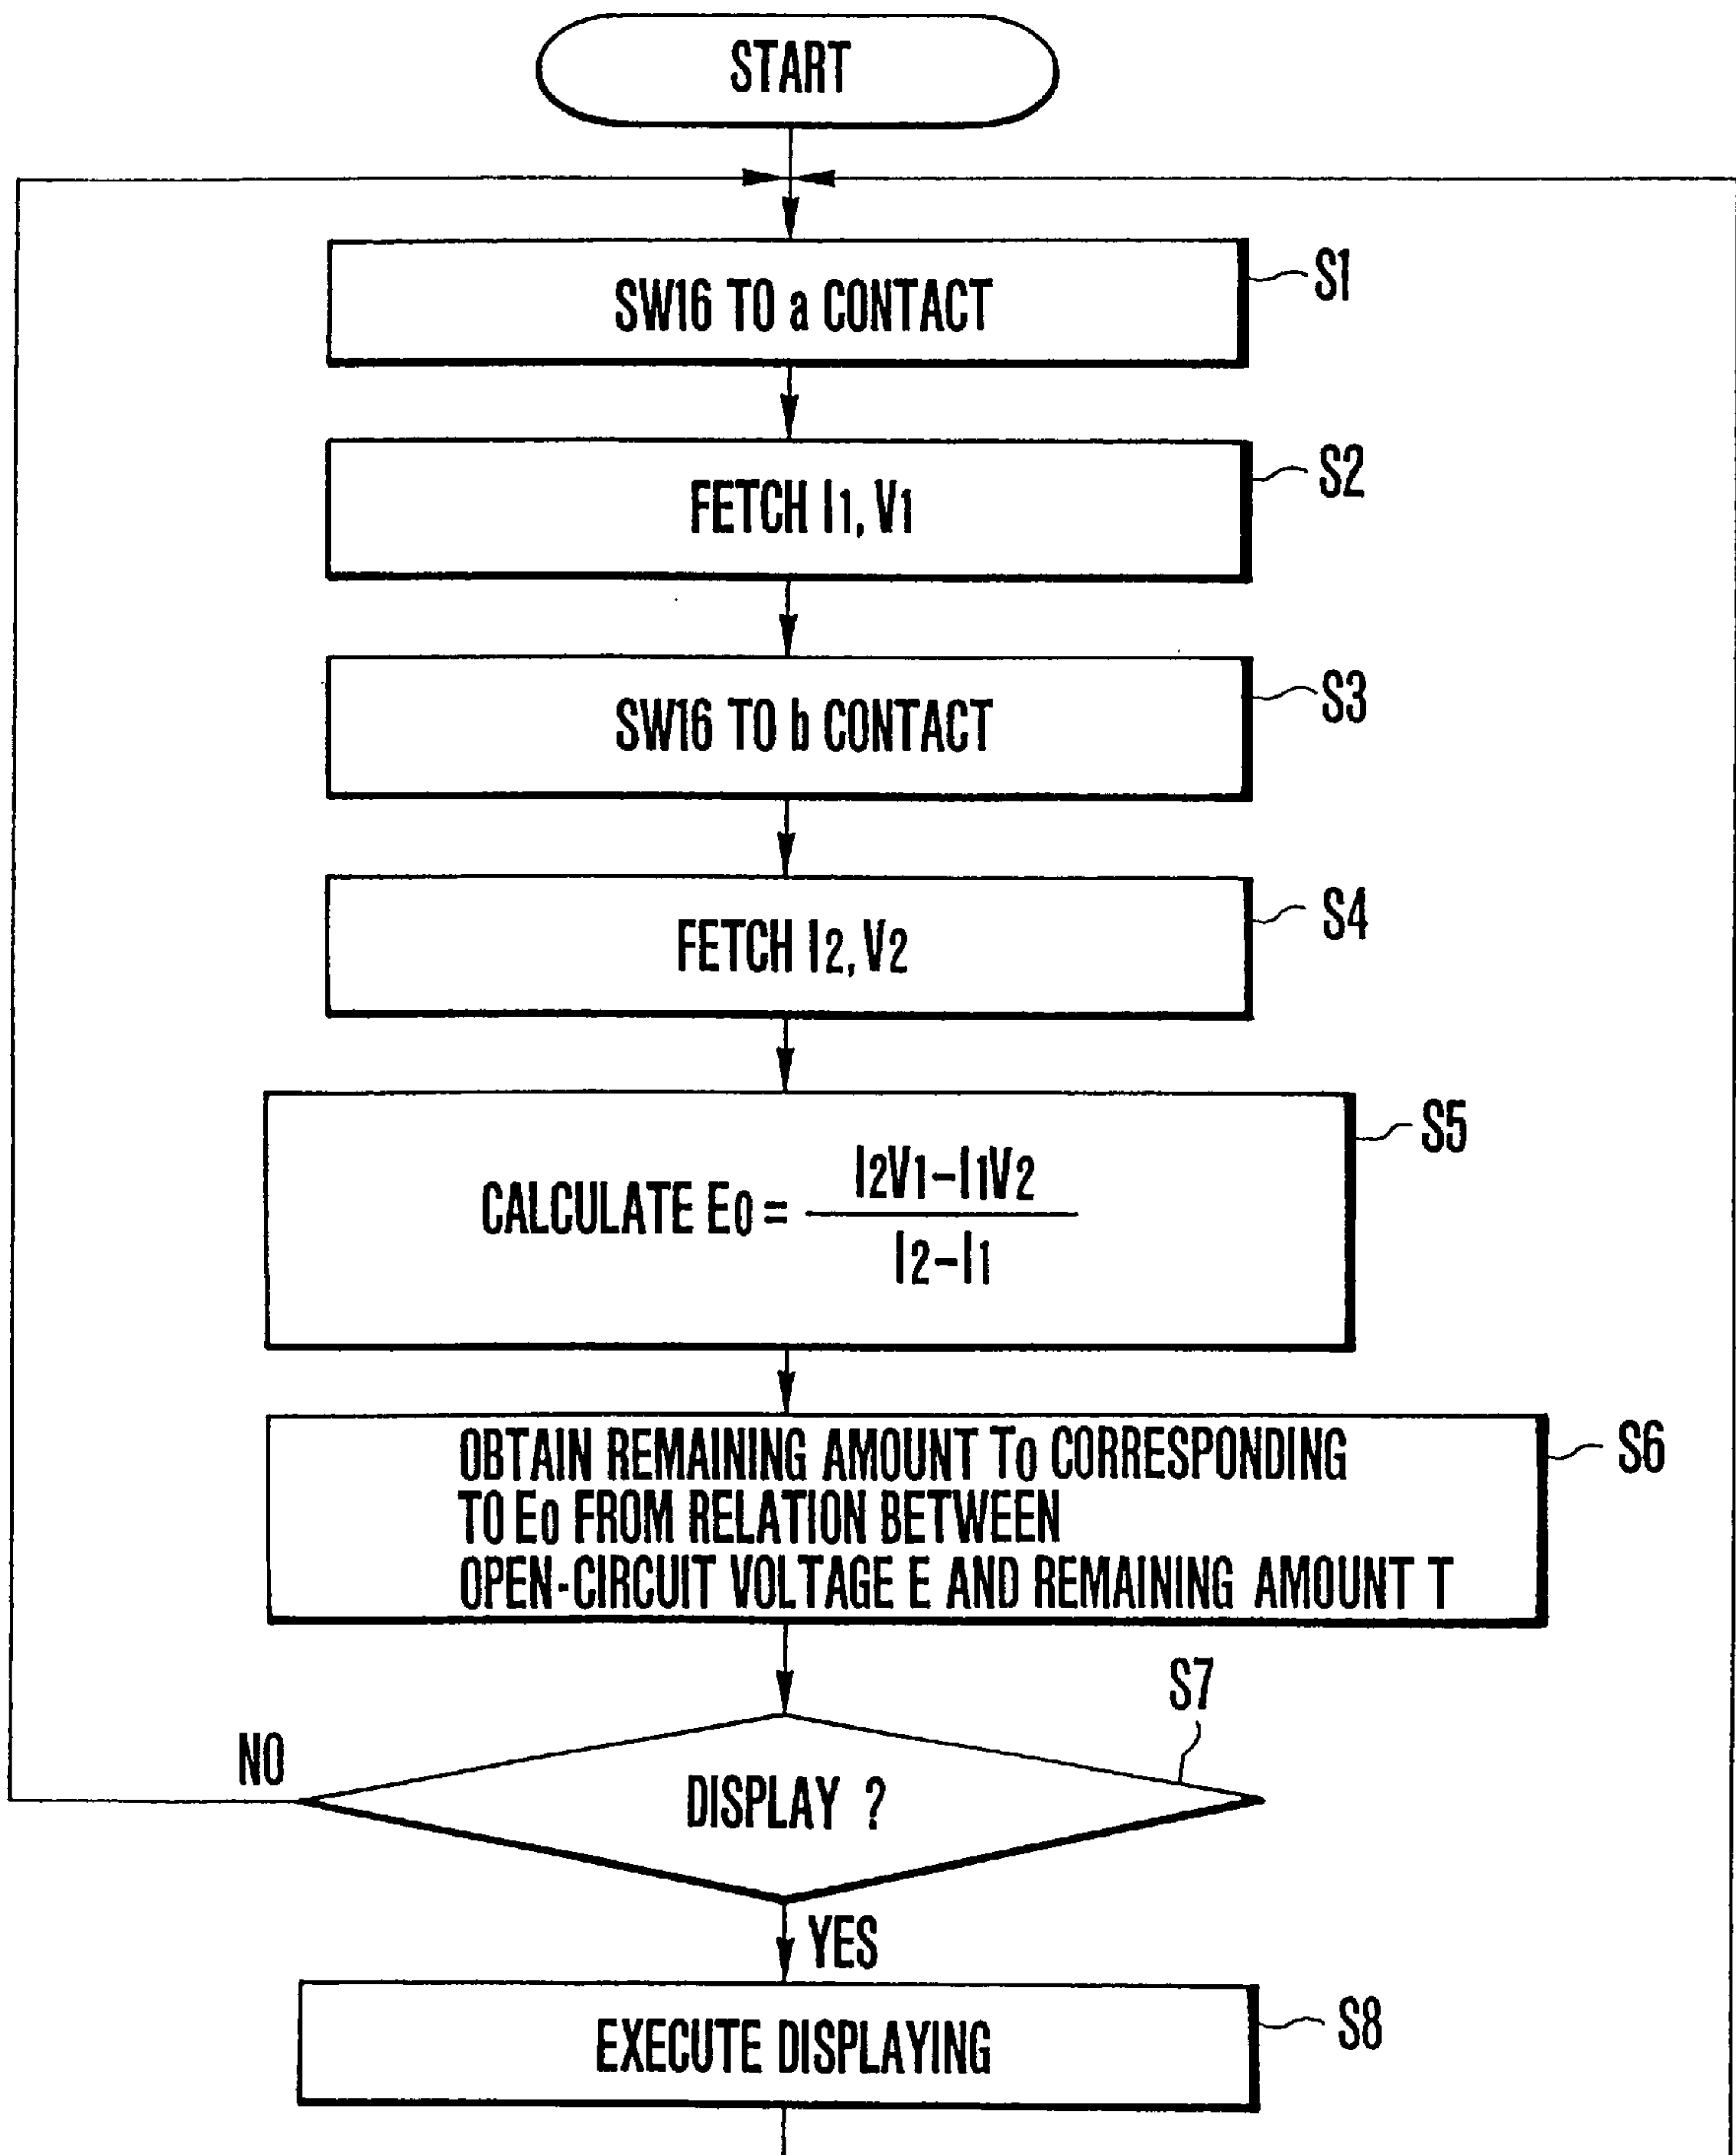 START
SW16 TO a CONTACT
S1
FETCH I1, V1
S2
SW16 TO b CONTACT
S3
FETCH I2, V2
S4
CALCULATE E0 = I2V1-I1V2
I2-I1
S5
OBTAIN REMAINING AMOUNT T0 CORRESPONDING
TO E0 FROM RELATION BETWEEN
OPEN-CIRCUIT VOLTAGE E AND REMAINING AMOUNT T
S6
S7
NO
DISPLAY ?
YES
EXECUTE DISPLAYING
S8